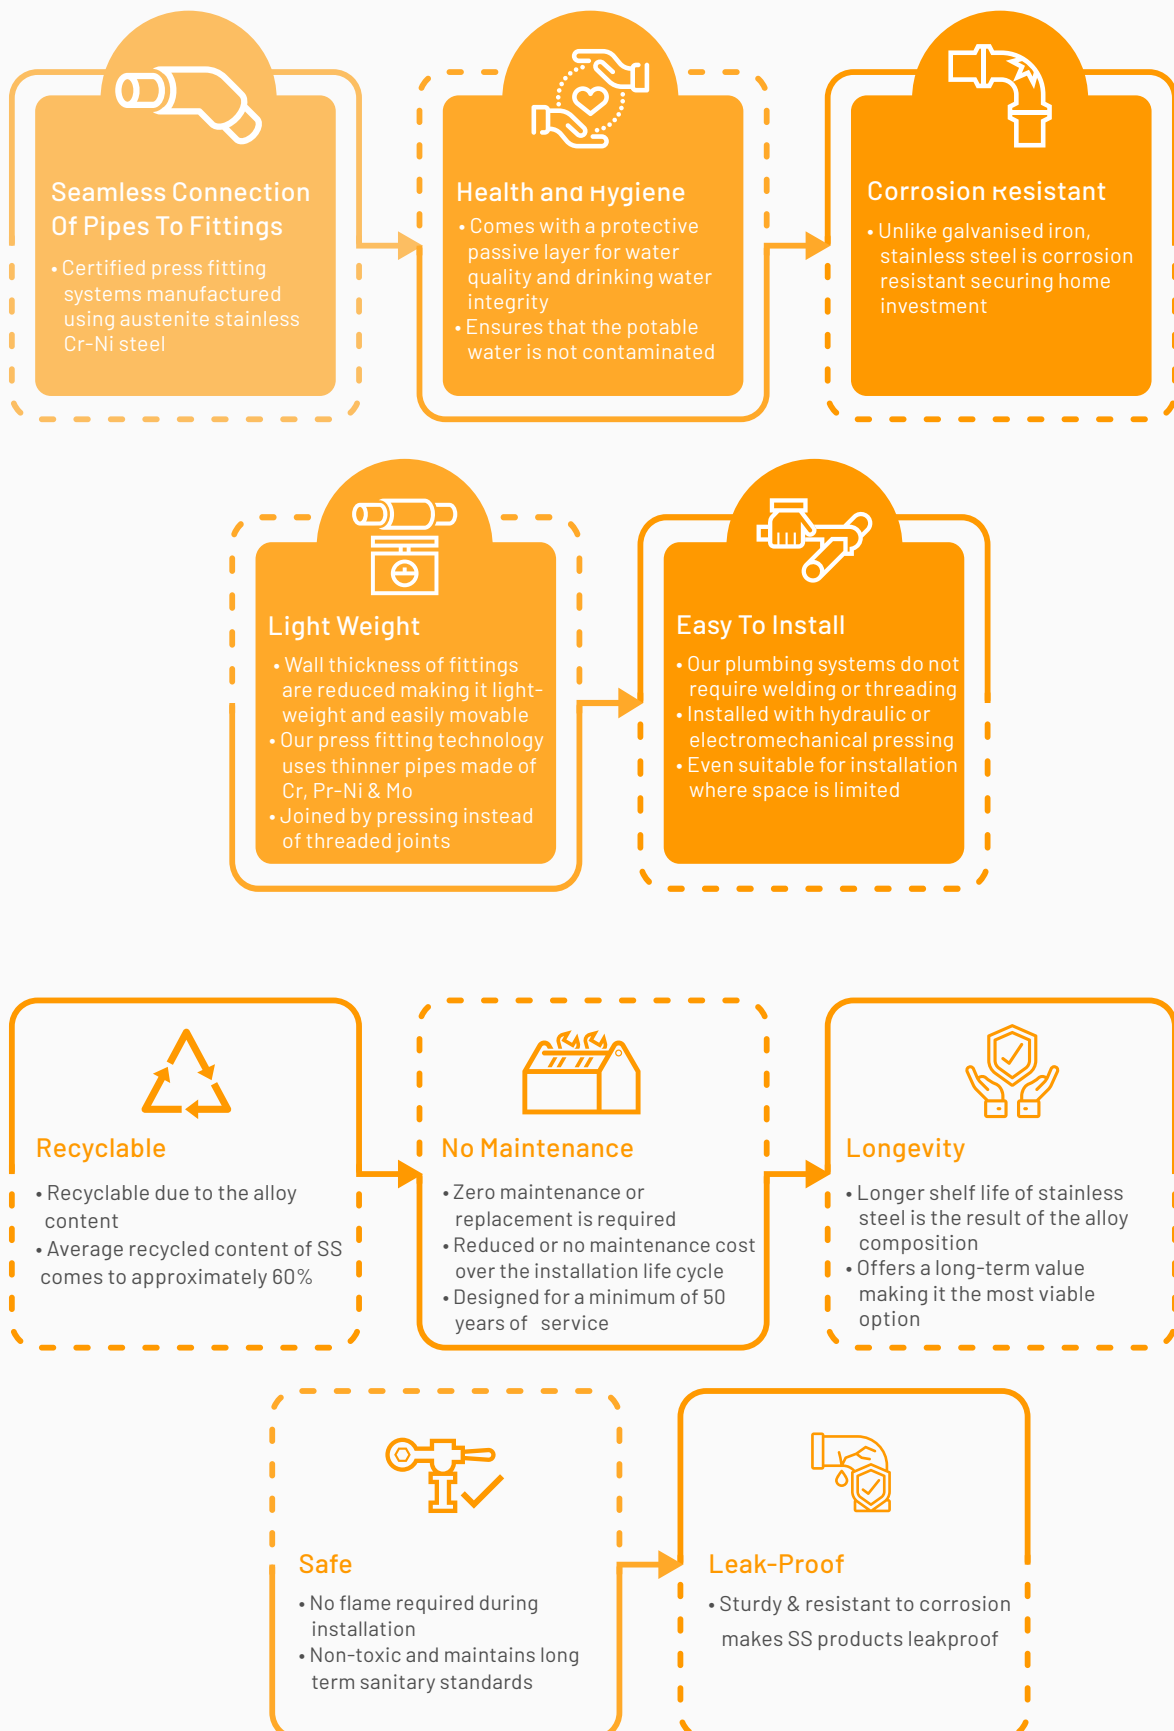 Seamless Connection
Of Pipes To Fittings
• Certified press fitting
systems manufactured
using austenite stainless
Cr-Ni steel
Health and Hygiene
• Comes with a protective
passive layer for water
quality and drinking water
integrity
• Ensures that the potable
water is not contaminated
Corrosion Resistant
• Unlike galvanised iron,
stainless steel is corrosion
resistant securing home
investment
Light Weight
• Wall thickness of fittings
are reduced making it light-
weight and easily movable
• Our press fitting technology
uses thinner pipes made of
Cr, Pr-Ni & Mo
• Joined by pressing instead
of threaded joints
Easy To Install
• Our plumbing systems do not
require welding or threading
• Installed with hydraulic or
electromechanical pressing
• Even suitable for installation
where space is limited
Recyclable
• Recyclable due to the alloy
content
• Average recycled content of SS
comes to approximately 60%
No Maintenance
• Zero maintenance or
replacement is required
• Reduced or no maintenance cost
over the installation life cycle
• Designed for a minimum of 50
years of service
Longevity
• Longer shelf life of stainless
steel is the result of the alloy
composition
• Offers a long-term value
making it the most viable
option
Safe
• No flame required during
installation
• Non-toxic and maintains long
term sanitary standards
Leak-Proof
• Sturdy & resistant to corrosion
makes SS products leakproof